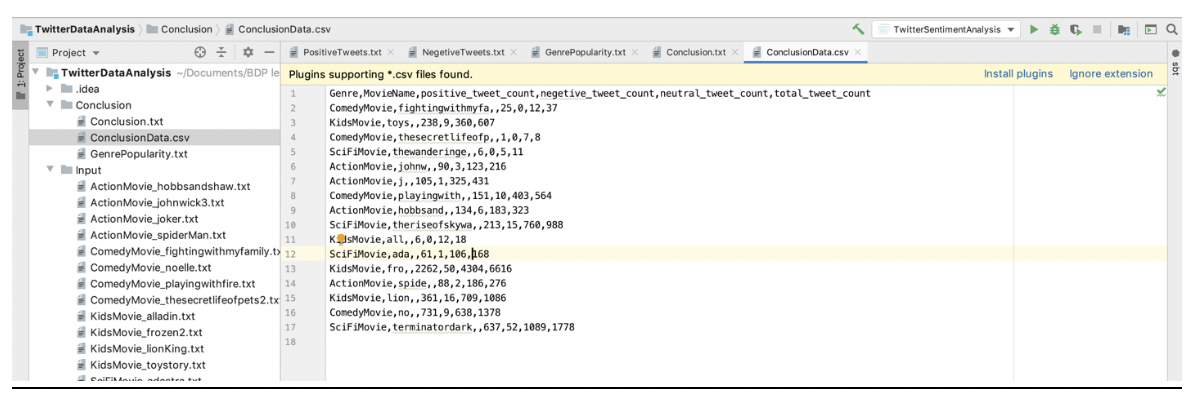 TwitterDataAnalysis Conclusion ConclusionData.csv
TwitterSentimentAnalysis
1: Project
Project
PositiveTweets.txt
NegetiveTweets.txt
GenrePopularity.txt
Conclusion.txt
ConclusionData.csv
sbt
TwitterDataAnalysis ~/Documents/BDP le
.idea
Conclusion
Conclusion.txt
ConclusionData.csv
GenrePopularity.txt
Input
ActionMovie_hobbsandshaw.txt
ActionMovie_johnwick3.txt
ActionMovie_joker.txt
ActionMovie_spiderMan.txt
ComedyMovie_fightingwithmyfamily.tx
ComedyMovie_noelle.txt
ComedyMovie_playingwithfire.txt
ComedyMovie_thesecretlifeofpets2.tx
KidsMovie_alladin.txt
KidsMovie_frozen2.txt
KidsMovie_lionKing.txt
KidsMovie_toystory.txt
SciFiMovie_adastra.txt
Plugins supporting *.csv files found.
Install plugins Ignore extension
1 Genre,MovieName,positive_tweet_count,negetive_tweet_count,neutral_tweet_count,total_tweet_count
2 ComedyMovie,fightingwithmyfa,,25,0,12,37
3 KidsMovie,toys,,238,9,360,607
4 ComedyMovie,thesecretlifeofp,,1,0,7,8
5 SciFiMovie,thewanderinge,,6,0,5,11
6 ActionMovie,johnw,,90,3,123,216
7 ActionMovie,j,,105,1,325,431
8 ComedyMovie,playingwith,,151,10,403,564
9 ActionMovie,hobbsand,,134,6,183,323
10 SciFiMovie,theriseofskywa,,213,15,760,988
11 KidsMovie,all,,6,0,12,18
12 SciFiMovie,ada,,61,1,106,168
13 KidsMovie,fro,,2262,50,4304,6616
14 ActionMovie,spide,,88,2,186,276
15 KidsMovie,lion,,361,16,709,1086
16 ComedyMovie,no,,731,9,638,1378
17 SciFiMovie,terminatordark,,637,52,1089,1778
18